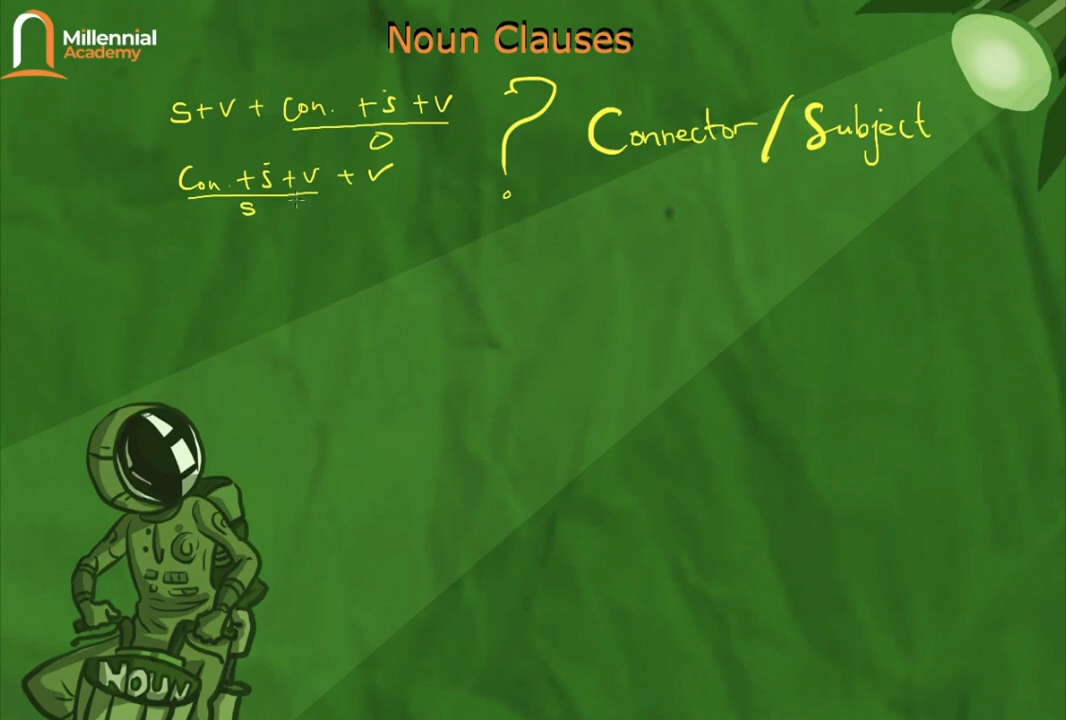 Millennial
Academy
Noun Clauses
S+V + Con. +S +V
O
Con. +S +V + V
S
?
Connector/Subject
NOUN